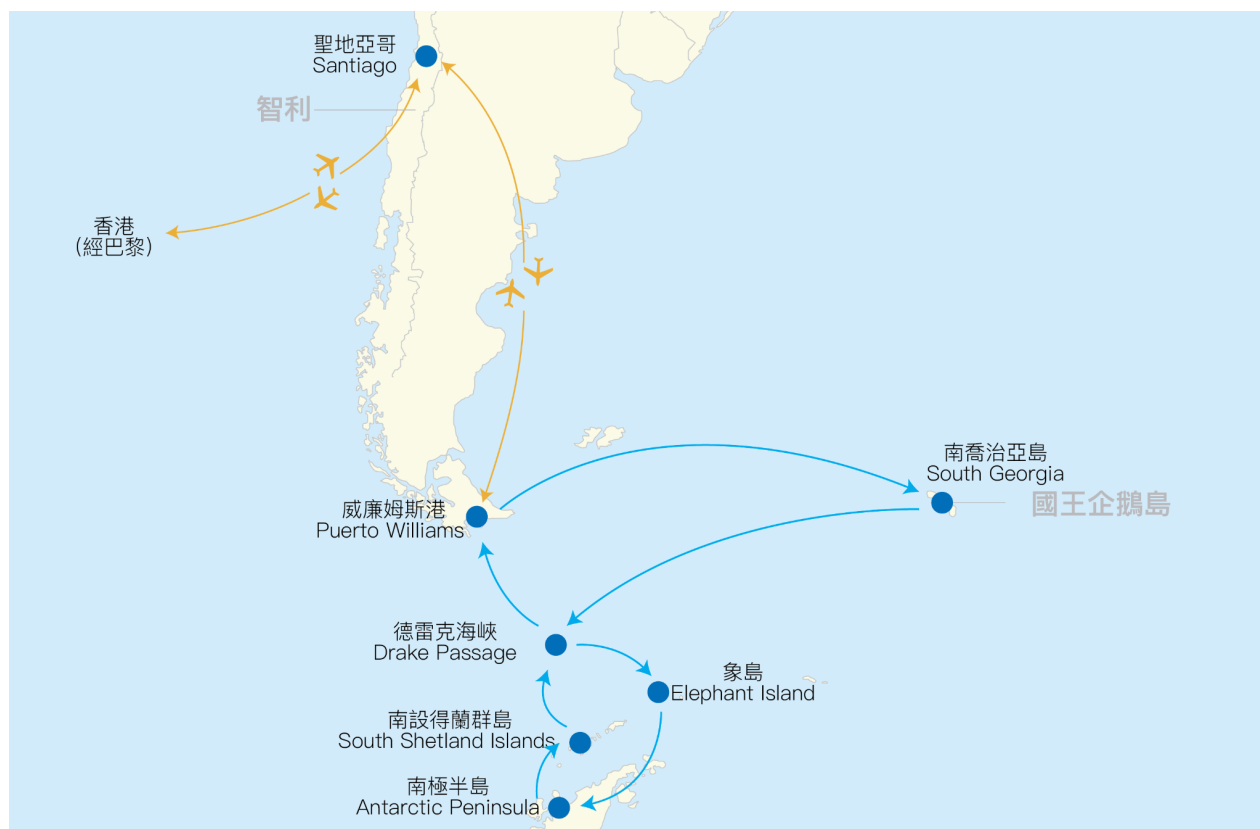 聖地亞哥
Santiago
智利
香港
(經巴黎)
南喬治亞島
South Georgia
國王企鵝島
威廉姆斯港
Puerto Williams
德雷克海峽
Drake Passage
象島
Elephant Island
南設得蘭群島
South Shetland Islands
南極半島
Antarctic Peninsula